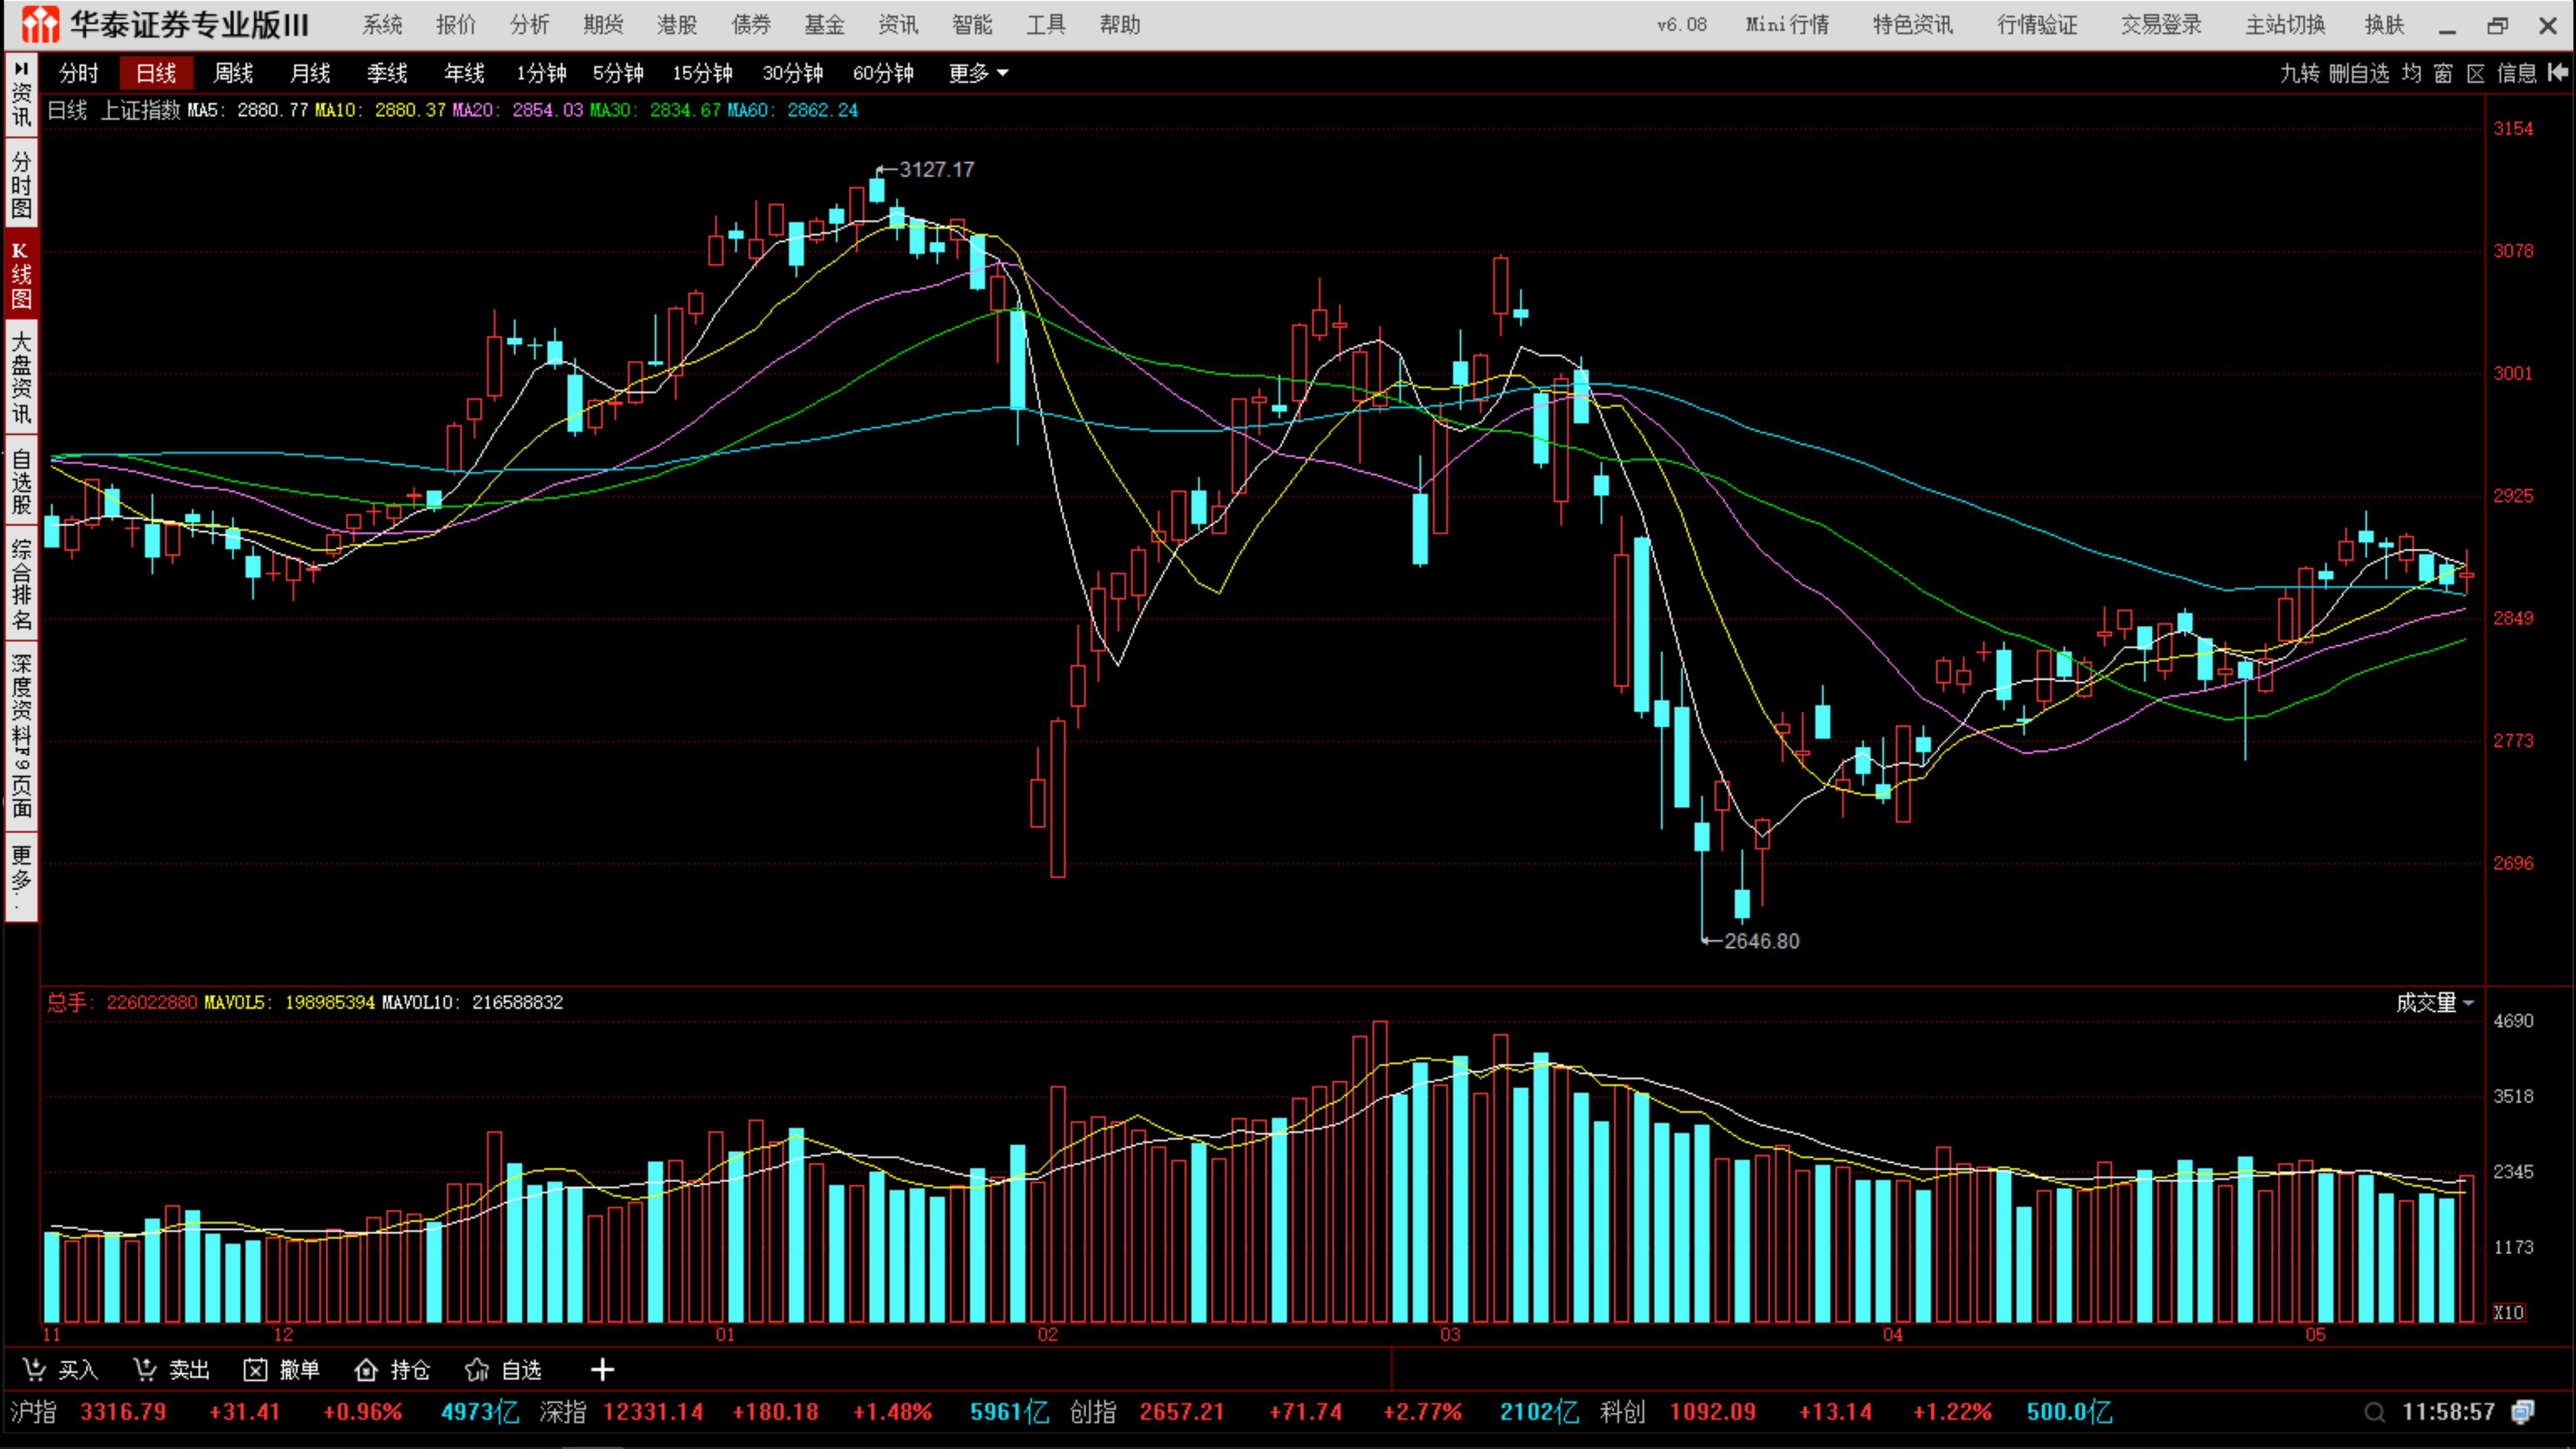 华泰证券专业版III 系统 报价 分析 期货 港股 债券 基金 资讯 智能 工具 帮助 v6.08 Mini行情 特色资讯 行情验证 交易登录 主站切换 换肤
分时 日线 周线 月线 季线 年线 1分钟 5分钟 15分钟 30分钟 60分钟 更多 九转 删自选 均 窗 区 信息
资讯
分时图
K线图
大盘资讯
自选股
综合排名
深度资料F9页面
更多..
日线 上证指数 MA5: 2880.77 MA10: 2880.37 MA20: 2854.03 MA30: 2834.67 MA60: 2862.24
3154
3127.17
3078
3001
2925
2849
2773
2696
2646.80
总手: 226022880 MAVOL5: 198985394 MAVOL10: 216588832 成交量
4690
3518
2345
1173
X10
11 12 01 02 03 04 05
买入 卖出 撤单 持仓 自选 +
沪指 3316.79 +31.41 +0.96% 4973亿 深指 12331.14 +180.18 +1.48% 5961亿 创指 2657.21 +71.74 +2.77% 2102亿 科创 1092.09 +13.14 +1.22% 500.0亿 11:58:57